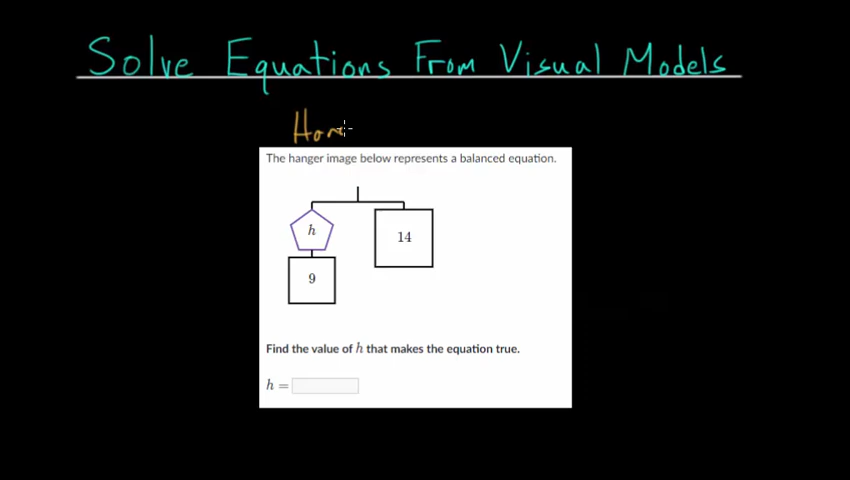 Solve Equations From Visual Models
The hanger image below represents a balanced equation.
h
14
9
Find the value of h that makes the equation true.
h =